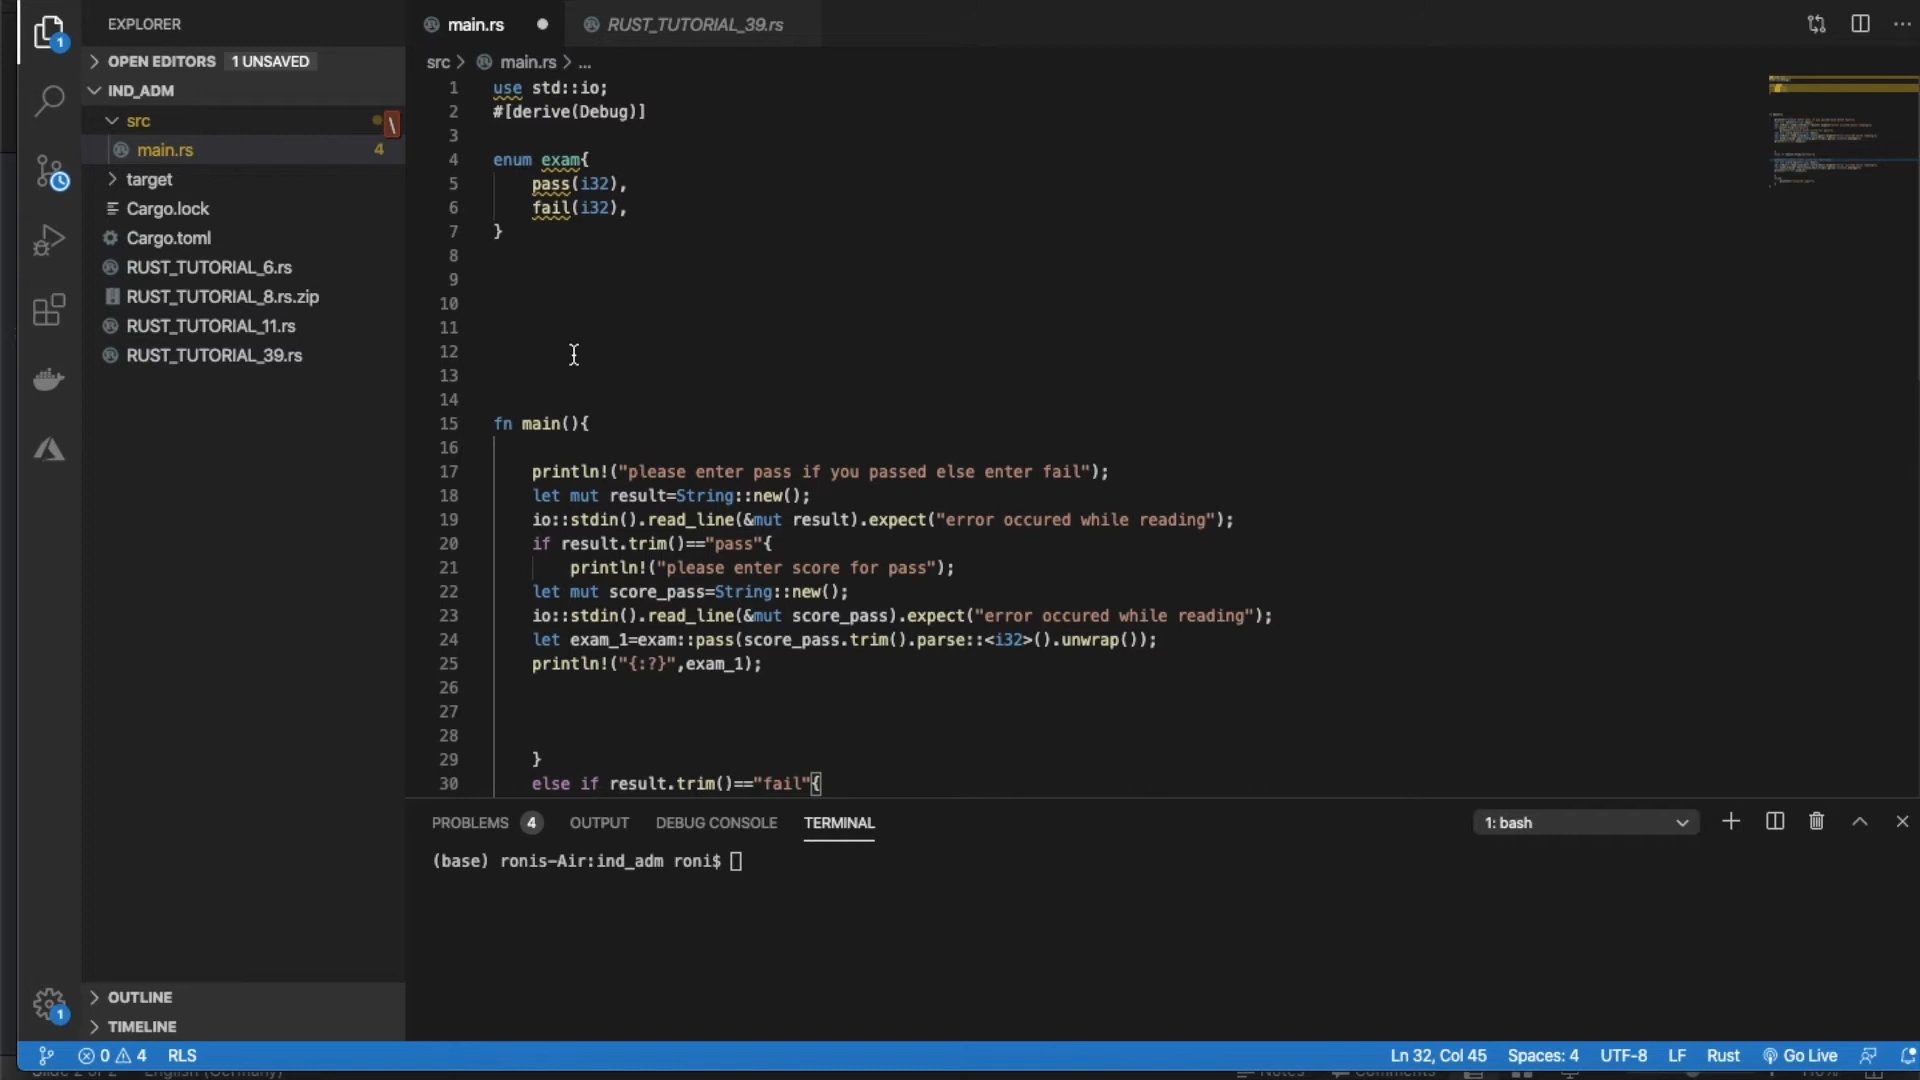 EXPLORER
OPEN EDITORS 1 UNSAVED
IND_ADM
src
main.rs 4
target
Cargo.lock
Cargo.toml
RUST_TUTORIAL_6.rs
RUST_TUTORIAL_8.rs.zip
RUST_TUTORIAL_11.rs
RUST_TUTORIAL_39.rs
OUTLINE
TIMELINE
1
1
main.rs
RUST_TUTORIAL_39.rs
src > main.rs > ...
1 use std::io;
2 #[derive(Debug)]
3
4 enum exam{
5 pass(i32),
6 fail(i32),
7 }
8
9
10
11
12
13
14
15 fn main(){
16
17 println!("please enter pass if you passed else enter fail");
18 let mut result=String::new();
19 io::stdin().read_line(&mut result).expect("error occured while reading");
20 if result.trim()=="pass"{
21 println!("please enter score for pass");
22 let mut score_pass=String::new();
23 io::stdin().read_line(&mut score_pass).expect("error occured while reading");
24 let exam_1=exam::pass(score_pass.trim().parse::<i32>().unwrap());
25 println!("{:?}",exam_1);
26
27
28
29 }
30 else if result.trim()=="fail"{
PROBLEMS 4 OUTPUT DEBUG CONSOLE TERMINAL
1: bash
(base) ronis-Air:ind_adm roni$
0 4 RLS
Ln 32, Col 45 Spaces: 4 UTF-8 LF Rust Go Live